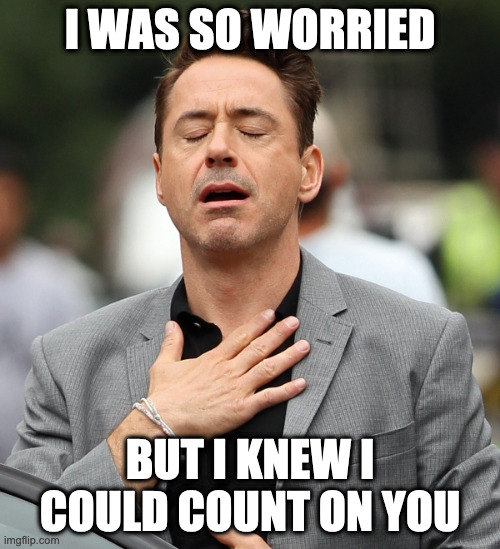 I WAS SO WORRIED
BUT I KNEW I
COULD COUNT ON YOU
imgflip.com